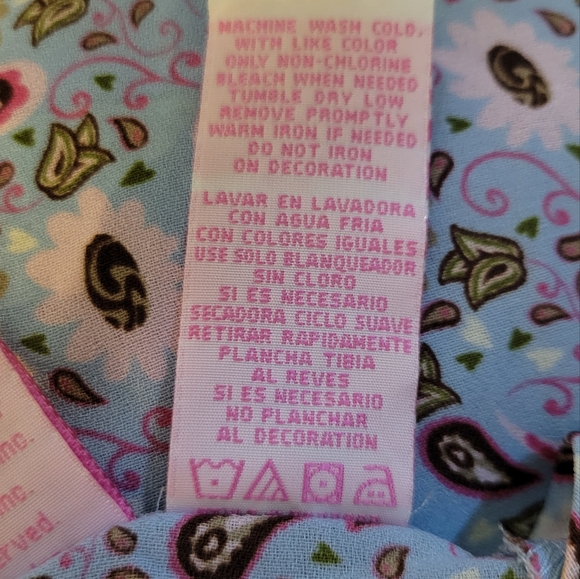 MACHINE WASH COLD,
WITH LIKE COLOR
ONLY NON-CHLORINE
BLEACH WHEN NEEDED
TUMBLE DRY LOW
REMOVE PROMPTLY
WARM IRON IF NEEDED
DO NOT IRON
ON DECORATION
LAVAR EN LAVADORA
CON AGUA FRIA
CON COLORES IGUALES
USE SOLO BLANQUEADOR
SIN CLORO
SI ES NECESARIO
SECADORA CICLO SUAVE
RETIRAR RAPIDAMENTE
PLANCHA TIBIA
AL REVES
SI ES NECESARIO
NO PLANCHAR
AL DECORATION
inc.
inc.
erved